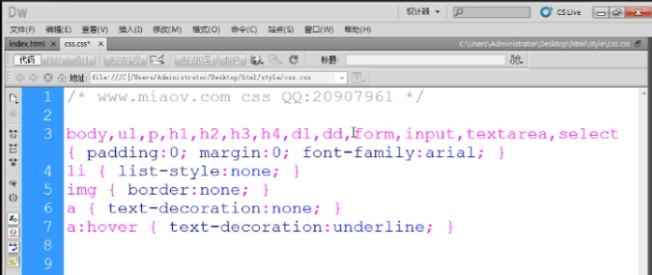 Dw
设计器
CS Live
文件(F) 编辑(E) 查看(V) 插入(I) 修改(M) 格式(O) 命令(C) 站点(S) 窗口(W) 帮助(H)
index.html × css.css* ×
C:\Users\Administrator\Desktop\html\style\css.css
代码 标题:
地址: file:///C|/Users/Administrator/Desktop/html/style/css.css
1 /* www.miaov.com css QQ:20907961 */
2
3 body,ul,p,h1,h2,h3,h4,dl,dd,form,input,textarea,select
{ padding:0; margin:0; font-family:arial; }
4 li { list-style:none; }
5 img { border:none; }
6 a { text-decoration:none; }
7 a:hover { text-decoration:underline; }
8
9